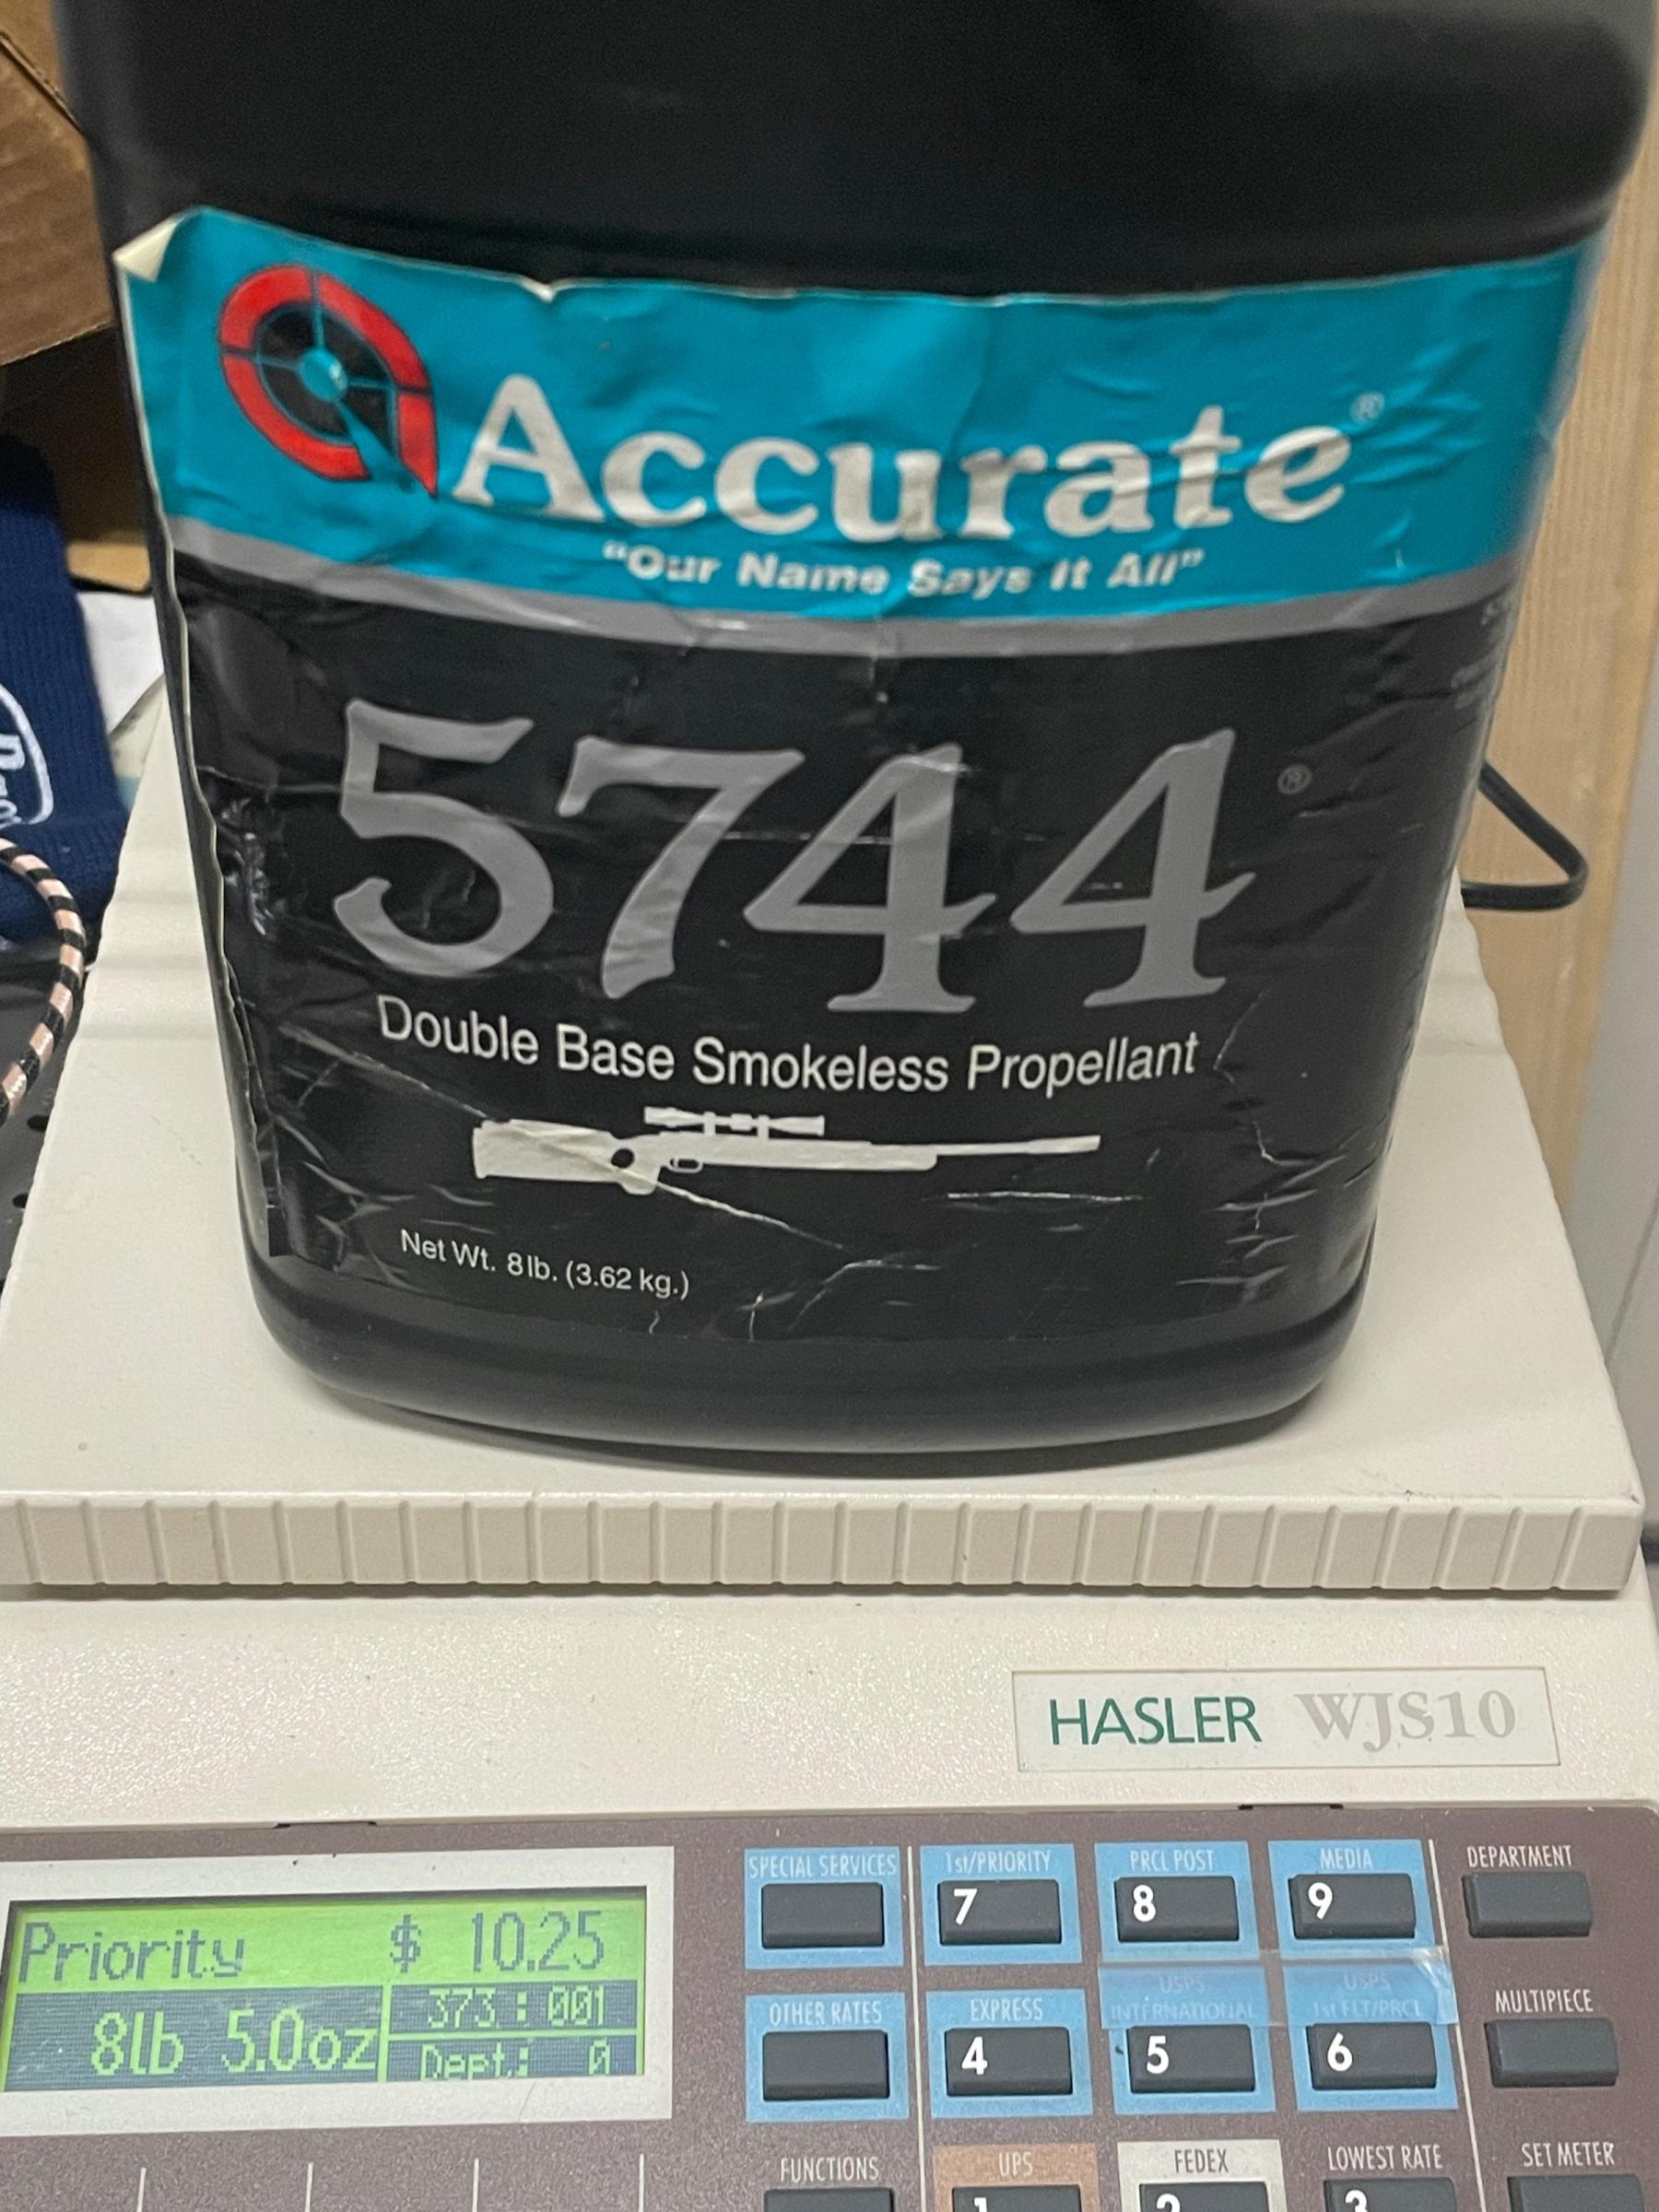 Accurate®
"Our Name Says It All"
5744®
Double Base Smokeless Propellant
Net Wt. 8 lb. (3.62 kg.)
HASLER WJS10
Priority $ 10.25
8lb 5.0oz
373 : 001
Dept.: 0
SPECIAL SERVICES
1st/PRIORITY
7
PRCL POST
8
MEDIA
9
DEPARTMENT
OTHER RATES
EXPRESS
4
USPS
INTERNATIONAL
5
USPS
1st FLT/PRCL
6
MULTIPIECE
FUNCTIONS
UPS
1
FEDEX
2
LOWEST RATE
3
SET METER